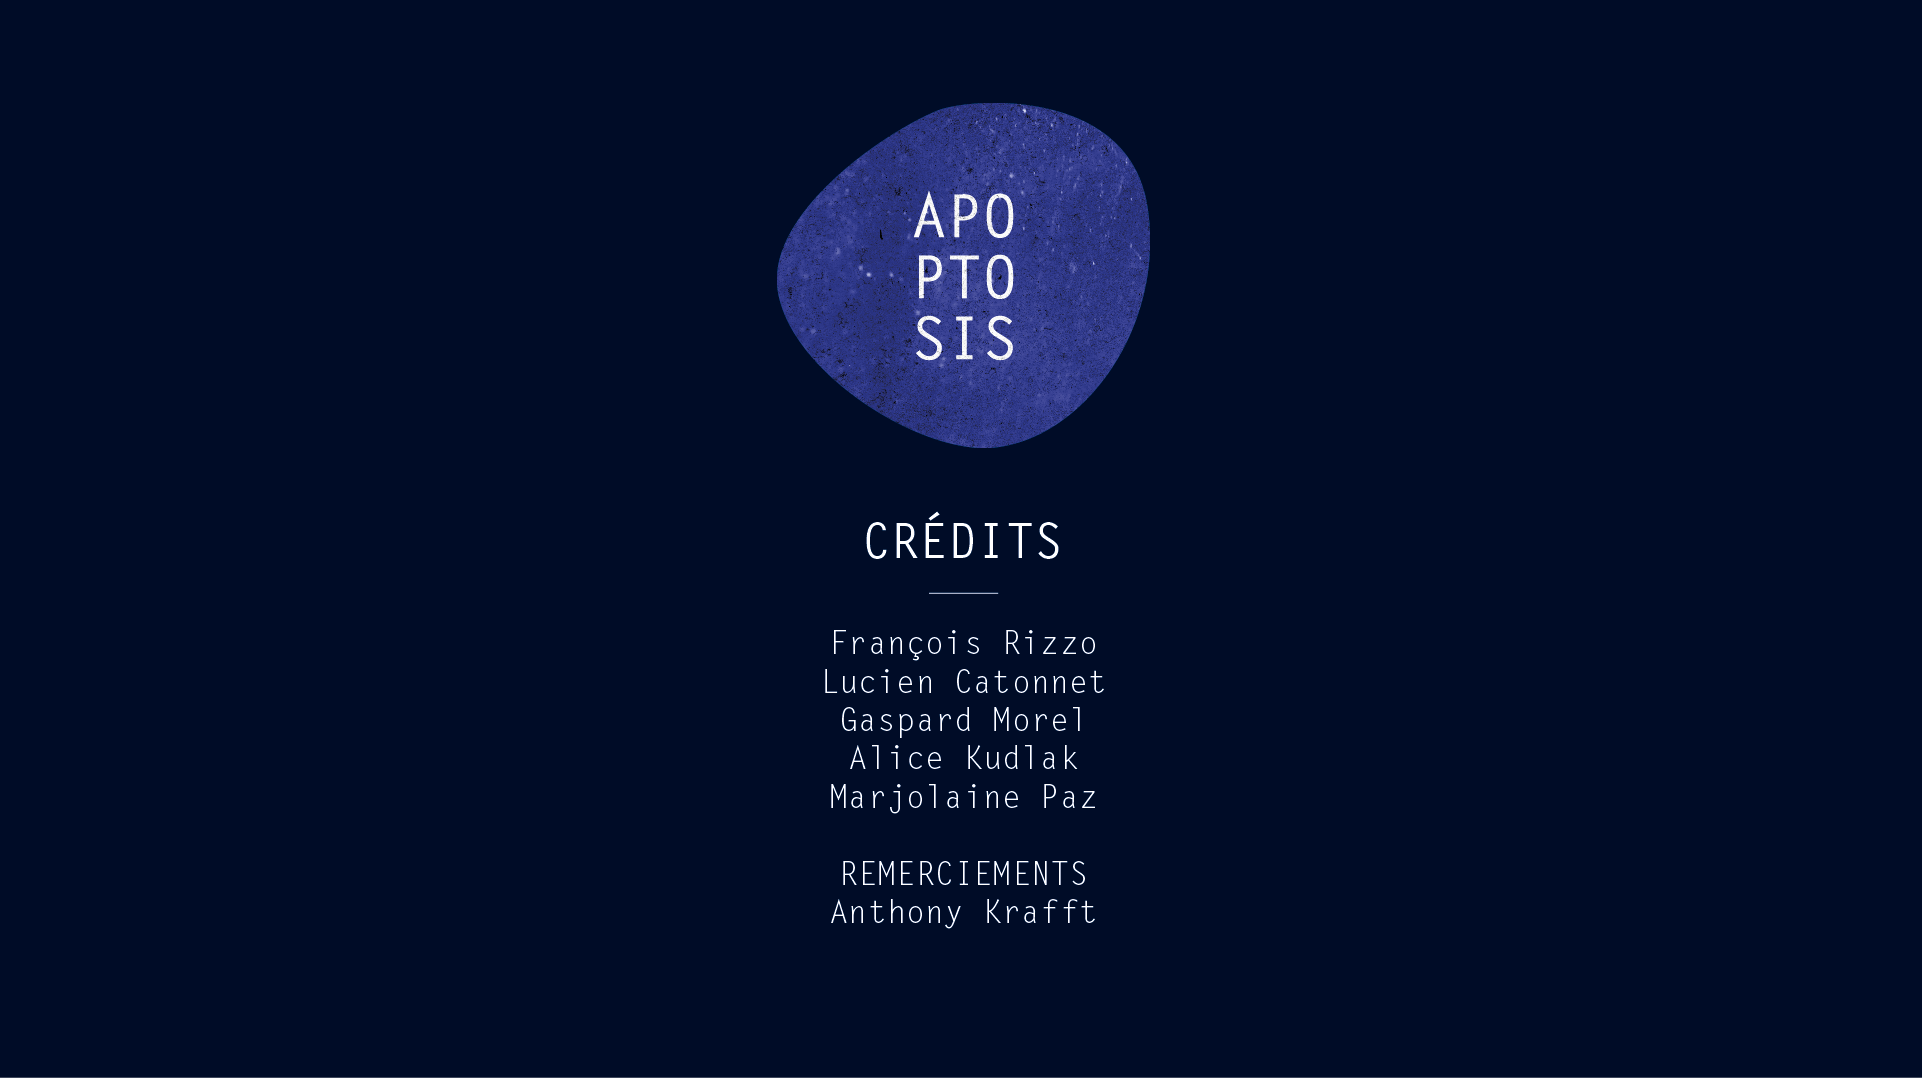 APO
PTO
SIS
CRÉDITS
François Rizzo
Lucien Catonnet
Gaspard Morel
Alice Kudlak
Marjolaine Paz
REMERCIEMENTS
Anthony Krafft